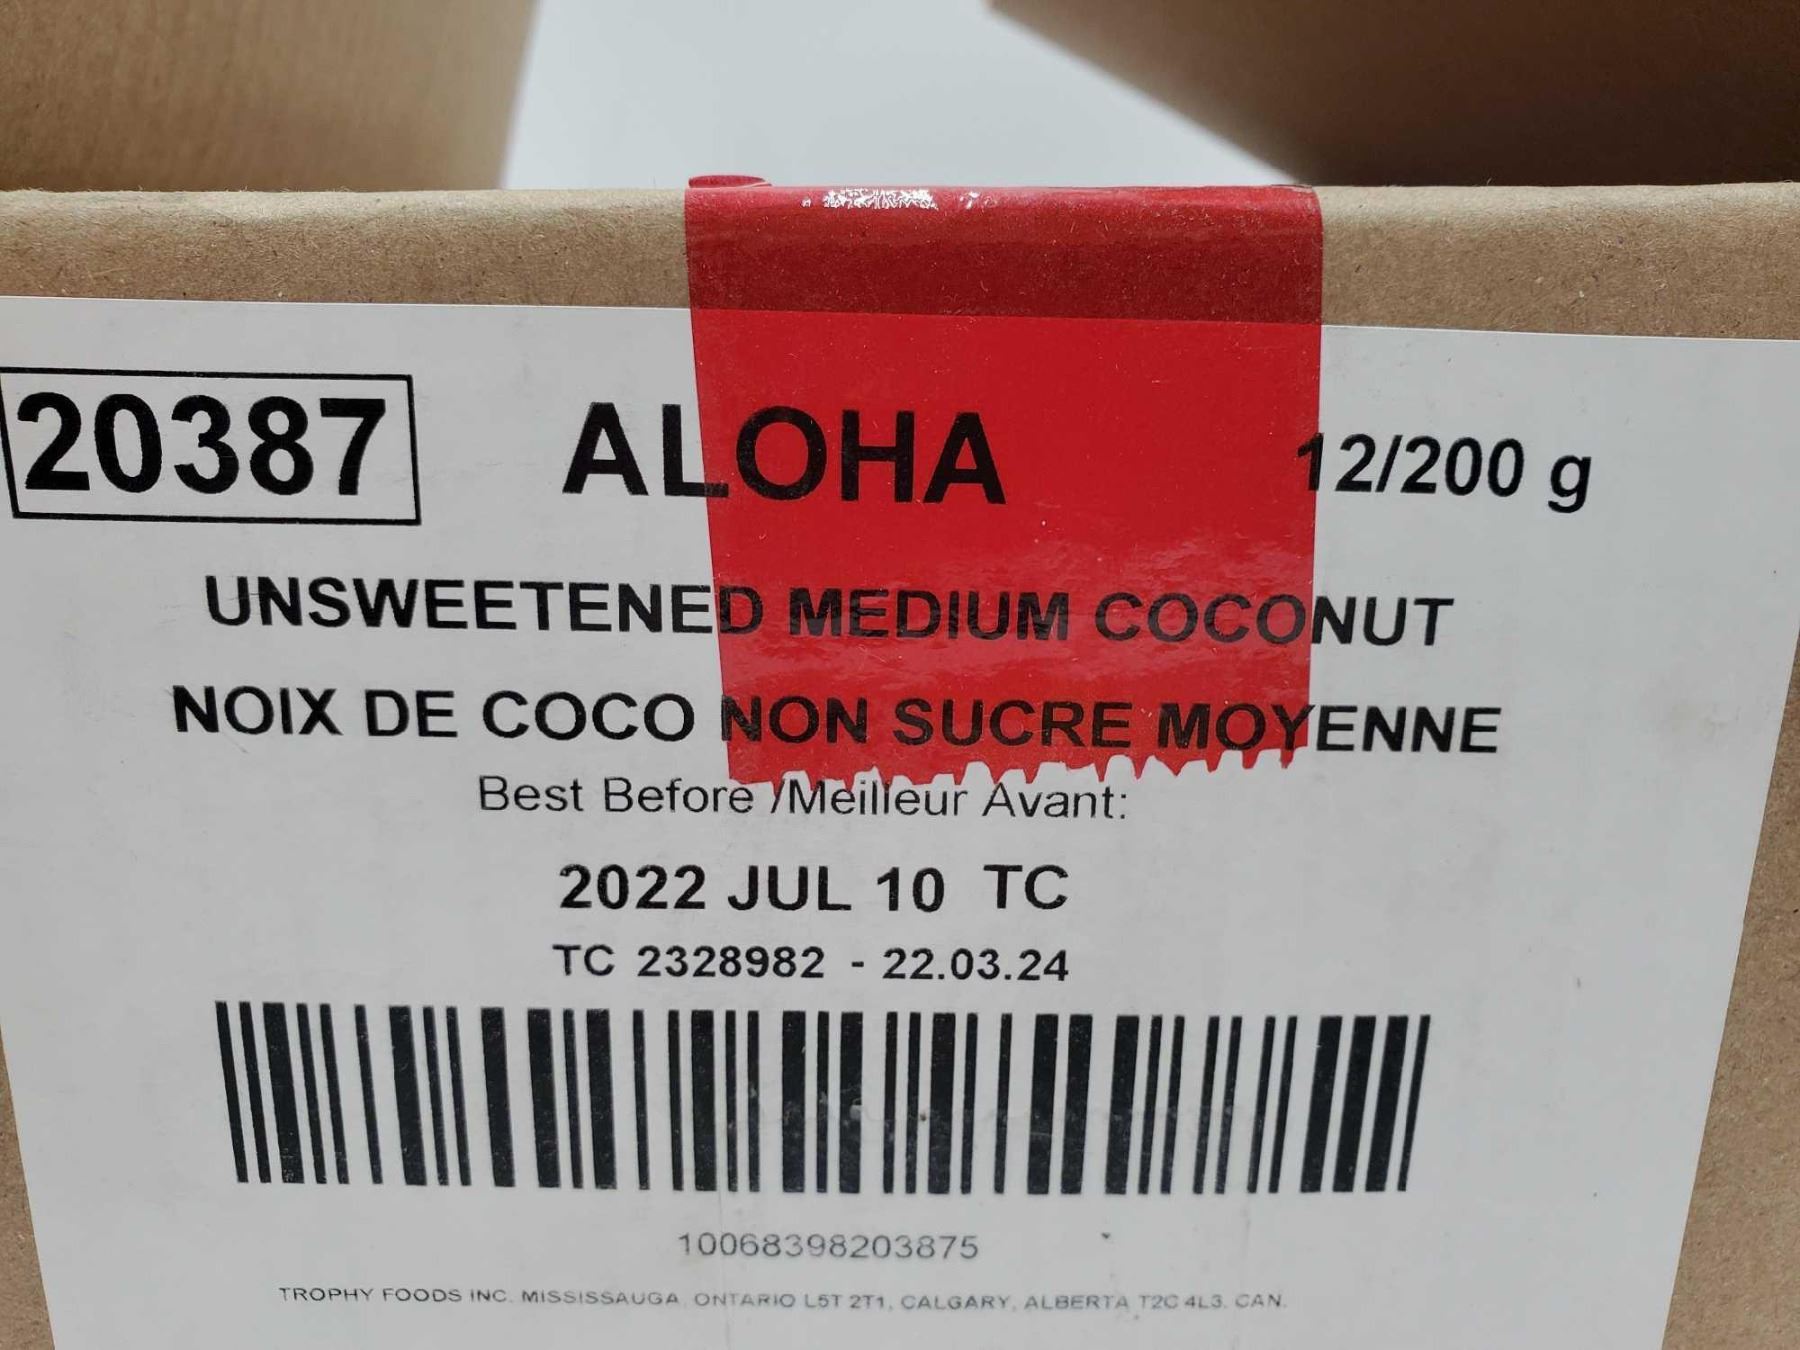 20387 ALOHA 12/200 g
UNSWEETENED MEDIUM COCONUT
NOIX DE COCO NON SUCRE MOYENNE
Best Before /Meilleur Avant:
2022 JUL 10 TC
TC 2328982 - 22.03.24
10068398203875
TROPHY FOODS INC. MISSISSAUGA, ONTARIO L5T 2T1, CALGARY, ALBERTA T2C 4L3. CAN.